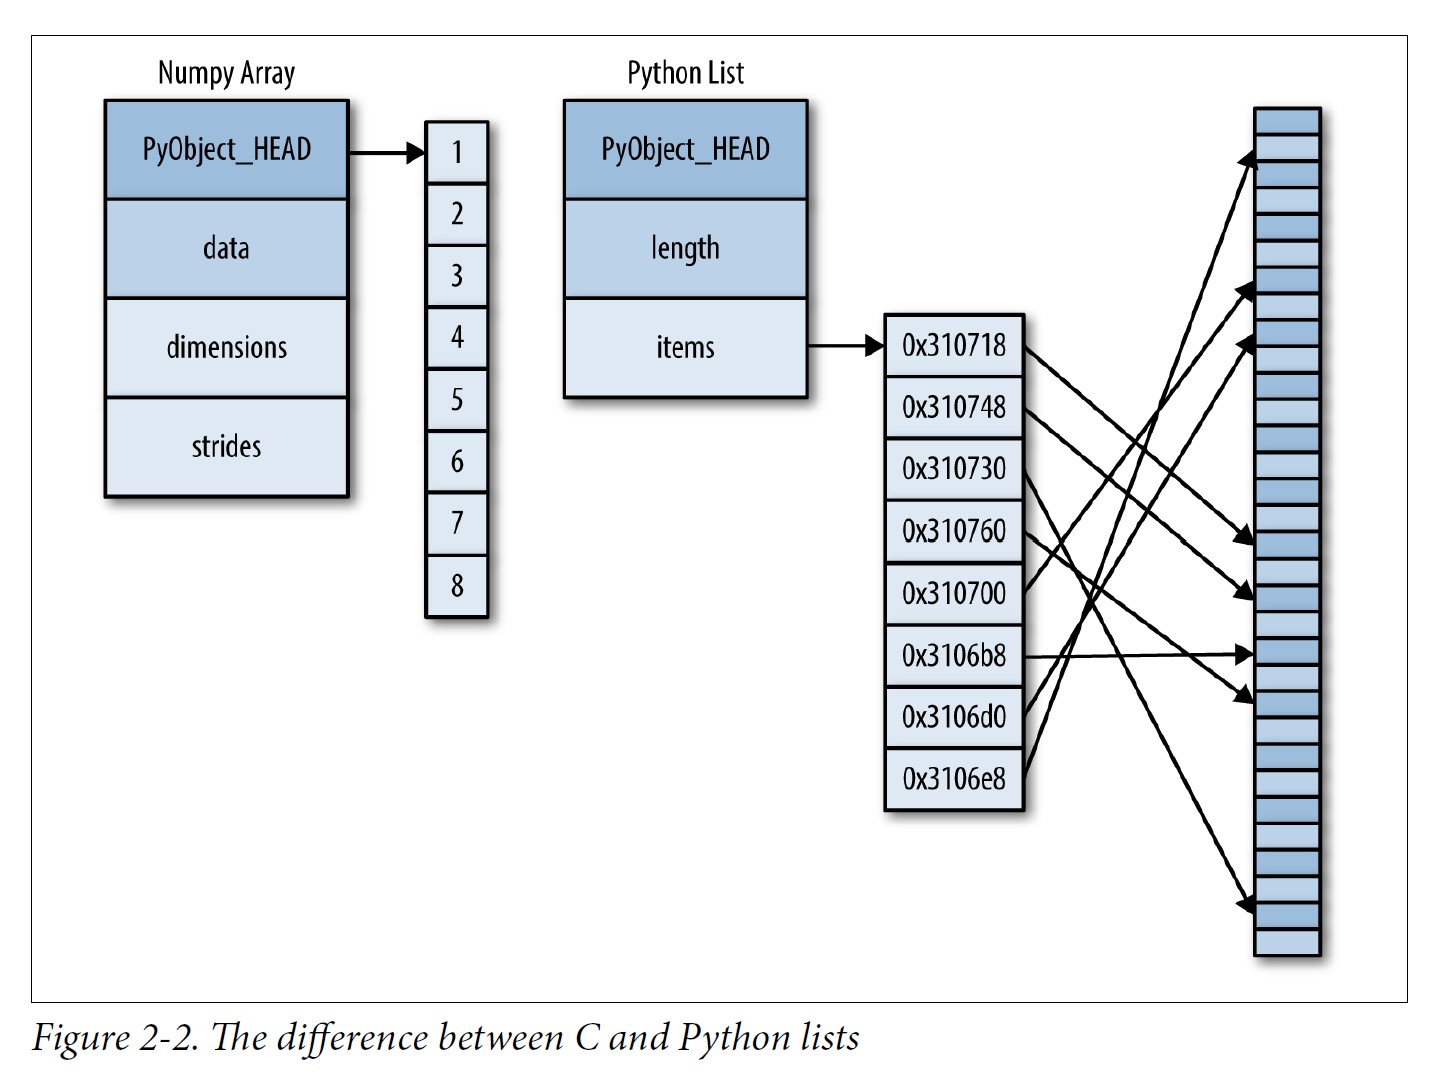 Numpy Array
PyObject_HEAD
data
dimensions
strides
1
2
3
4
5
6
7
8
Python List
PyObject_HEAD
length
items
0x310718
0x310748
0x310730
0x310760
0x310700
0x3106b8
0x3106d0
0x3106e8
Figure 2-2. The difference between C and Python lists